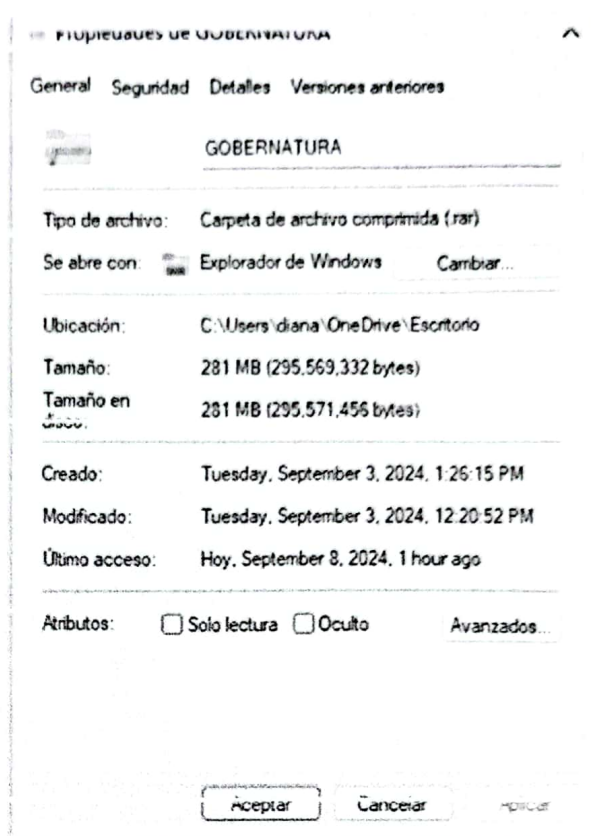 Propiedades de GOBERNATURA
General Seguridad Detalles Versiones anteriores
GOBERNATURA
Tipo de archivo: Carpeta de archivo comprimida (.rar)
Se abre con: Explorador de Windows Cambiar...
Ubicación: C:\Users\diana\OneDrive\Escritorio
Tamaño: 281 MB (295,569,332 bytes)
Tamaño en
disco: 281 MB (295,571,456 bytes)
Creado: Tuesday, September 3, 2024, 1:26:15 PM
Modificado: Tuesday, September 3, 2024, 12:20:52 PM
Último acceso: Hoy, September 8, 2024, 1 hour ago
Atributos: Solo lectura Oculto Avanzados...
Aceptar Cancelar Aplicar